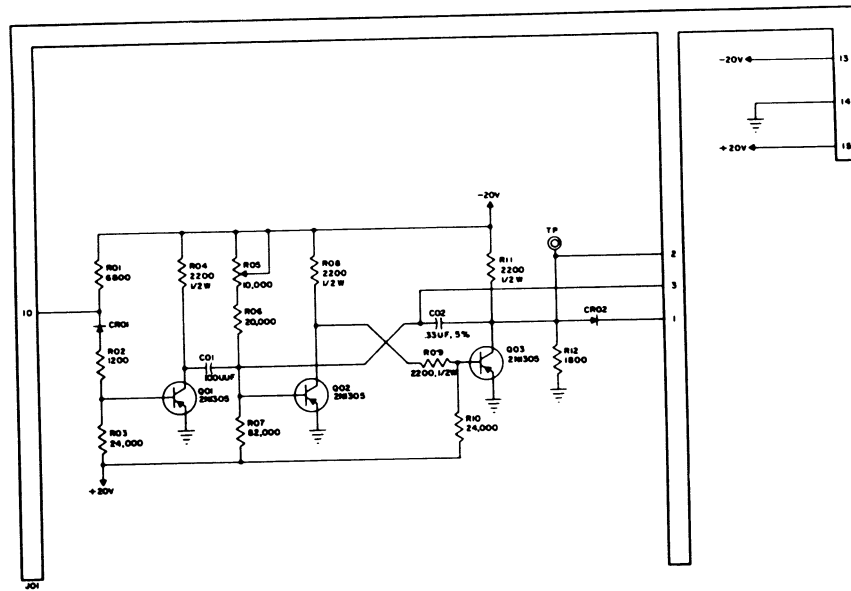 -20V
13
14
+20V
15
-20V
TP
2
3
1
10
R01
6800
R04
2200
1/2 W
R05
10,000
R08
2200
1/2 W
R11
2200
1/2 W
R06
20,000
CR01
R02
1200
C01
100UUF
C02
.33UF, 5%
CR02
R09
2200, 1/2W
Q03
2N1305
R12
1800
Q01
2N1305
Q02
2N1305
R03
24,000
R07
82,000
R10
24,000
+20V
J01